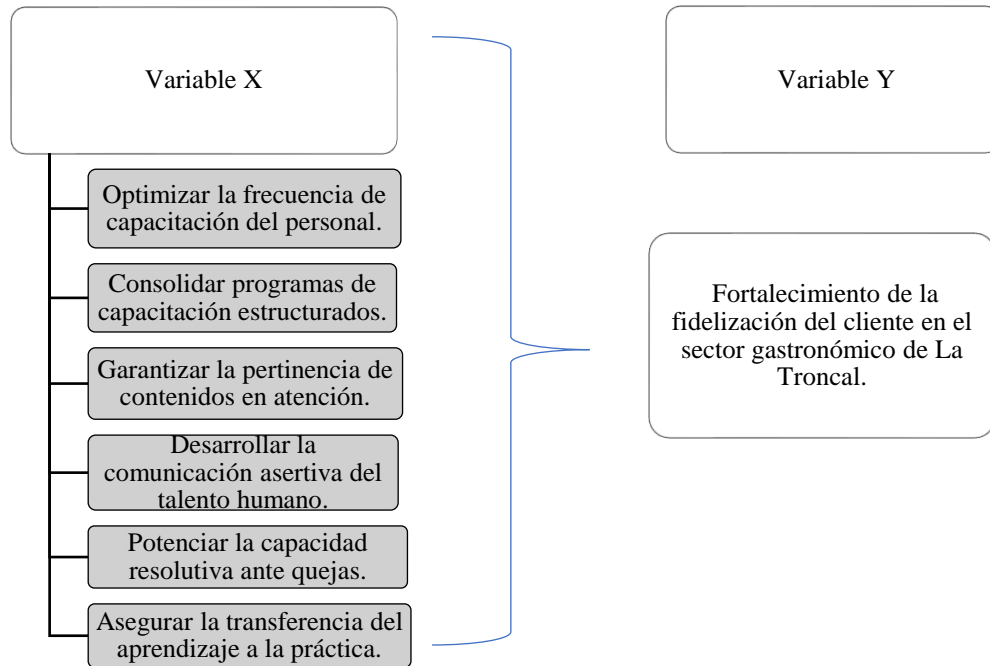 Variable X
Optimizar la frecuencia de
capacitación del personal.
Consolidar programas de
capacitación estructurados.
Garantizar la pertinencia de
contenidos en atención.
Desarrollar la
comunicación asertiva del
talento humano.
Potenciar la capacidad
resolutiva ante quejas.
Asegurar la transferencia del
aprendizaje a la práctica.
Variable Y
Fortalecimiento de la
fidelización del cliente en el
sector gastronómico de La
Troncal.